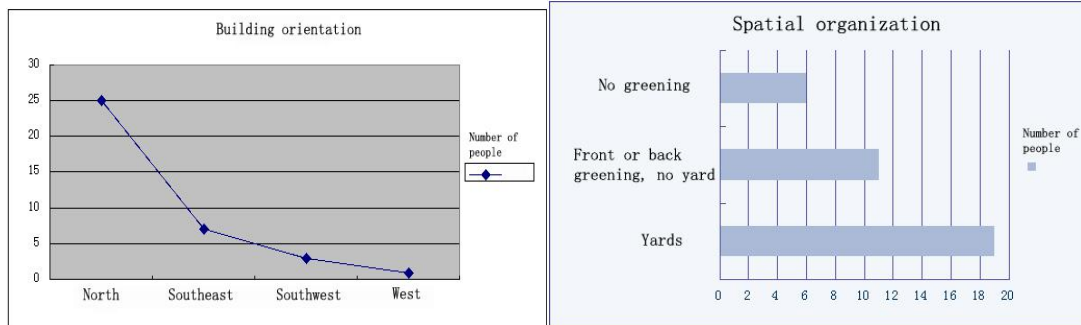 Building orientation
30
25
20
15
10
5
0
North Southeast Southwest West
Number of
people
Spatial organization
No greening
Front or back
greening, no yard
Yards
0 2 4 6 8 10 12 14 16 18 20
Number of
people